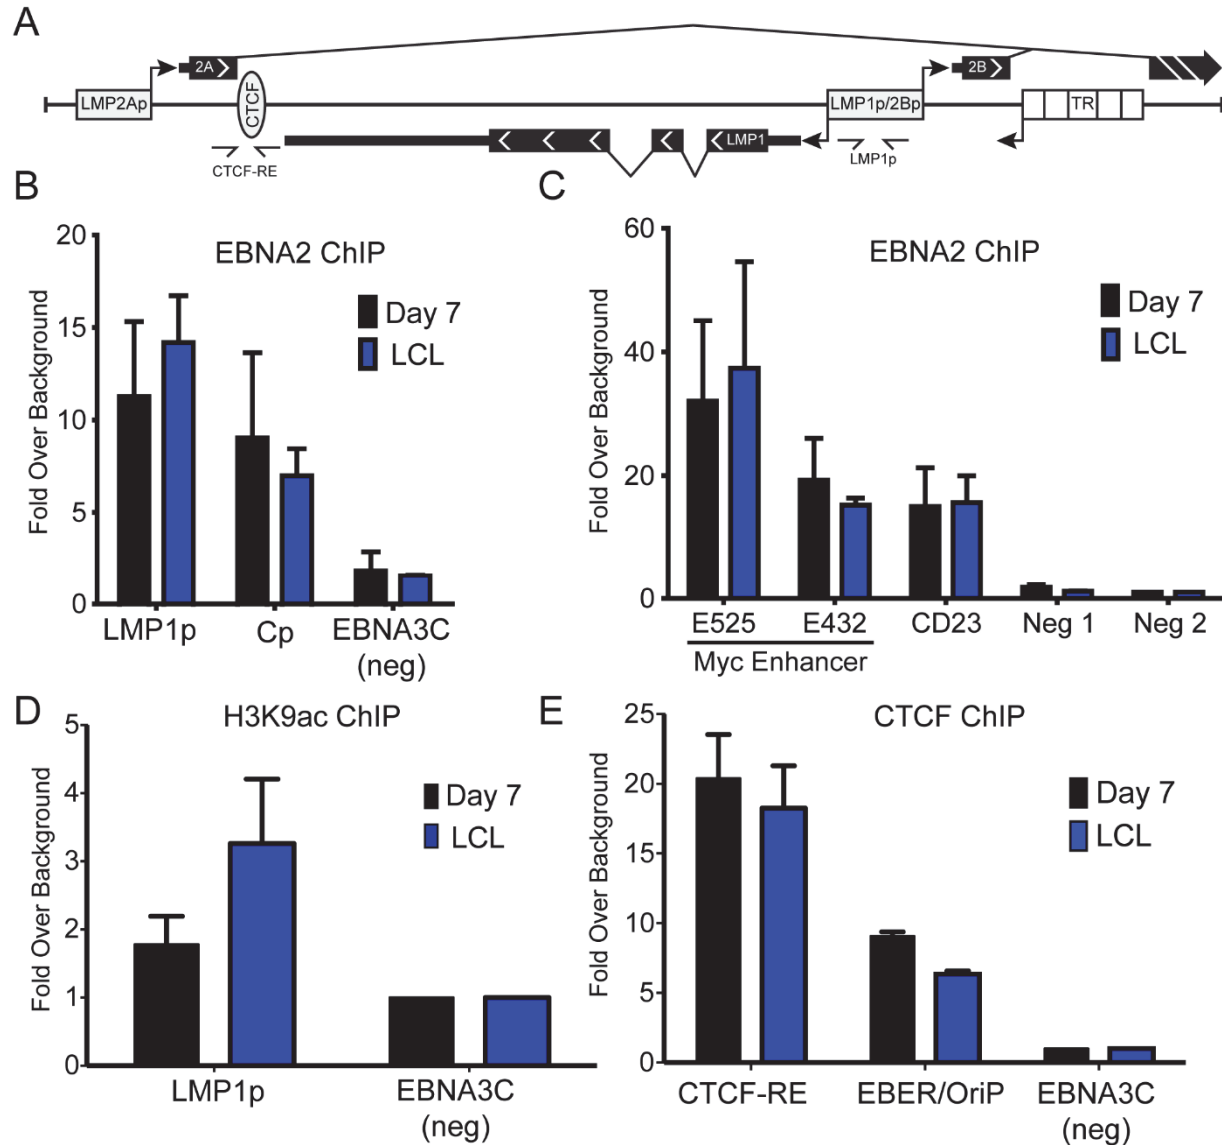 A
2A
2B
LMP2Ap
CTCF
LMP1p/2Bp
TR
LMP1
CTCF-RE
LMP1p
B
EBNA2 ChIP
Day 7
LCL
Fold Over Background
20
15
10
5
0
LMP1p
Cp
EBNA3C
(neg)
C
EBNA2 ChIP
Day 7
LCL
Fold Over Background
60
40
20
0
E525
E432
CD23
Neg 1
Neg 2
Myc Enhancer
D
H3K9ac ChIP
Day 7
LCL
Fold Over Background
5
4
3
2
1
0
LMP1p
EBNA3C
(neg)
E
CTCF ChIP
Day 7
LCL
Fold Over Background
25
20
15
10
5
0
CTCF-RE
EBER/OriP
EBNA3C
(neg)